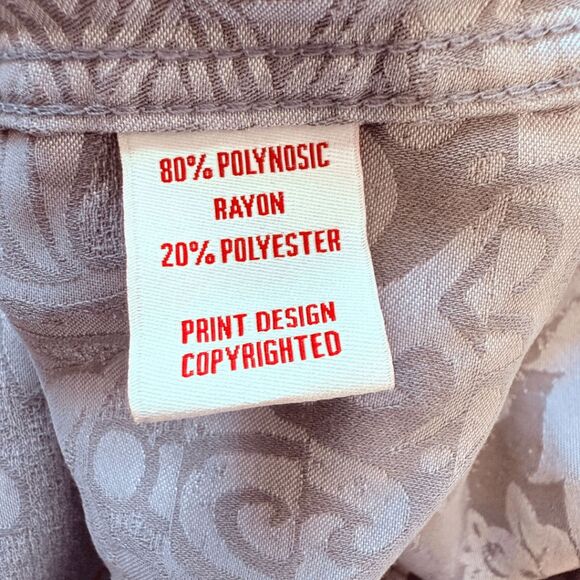 80% POLYNOSIC
RAYON
20% POLYESTER
PRINT DESIGN
COPYRIGHTED